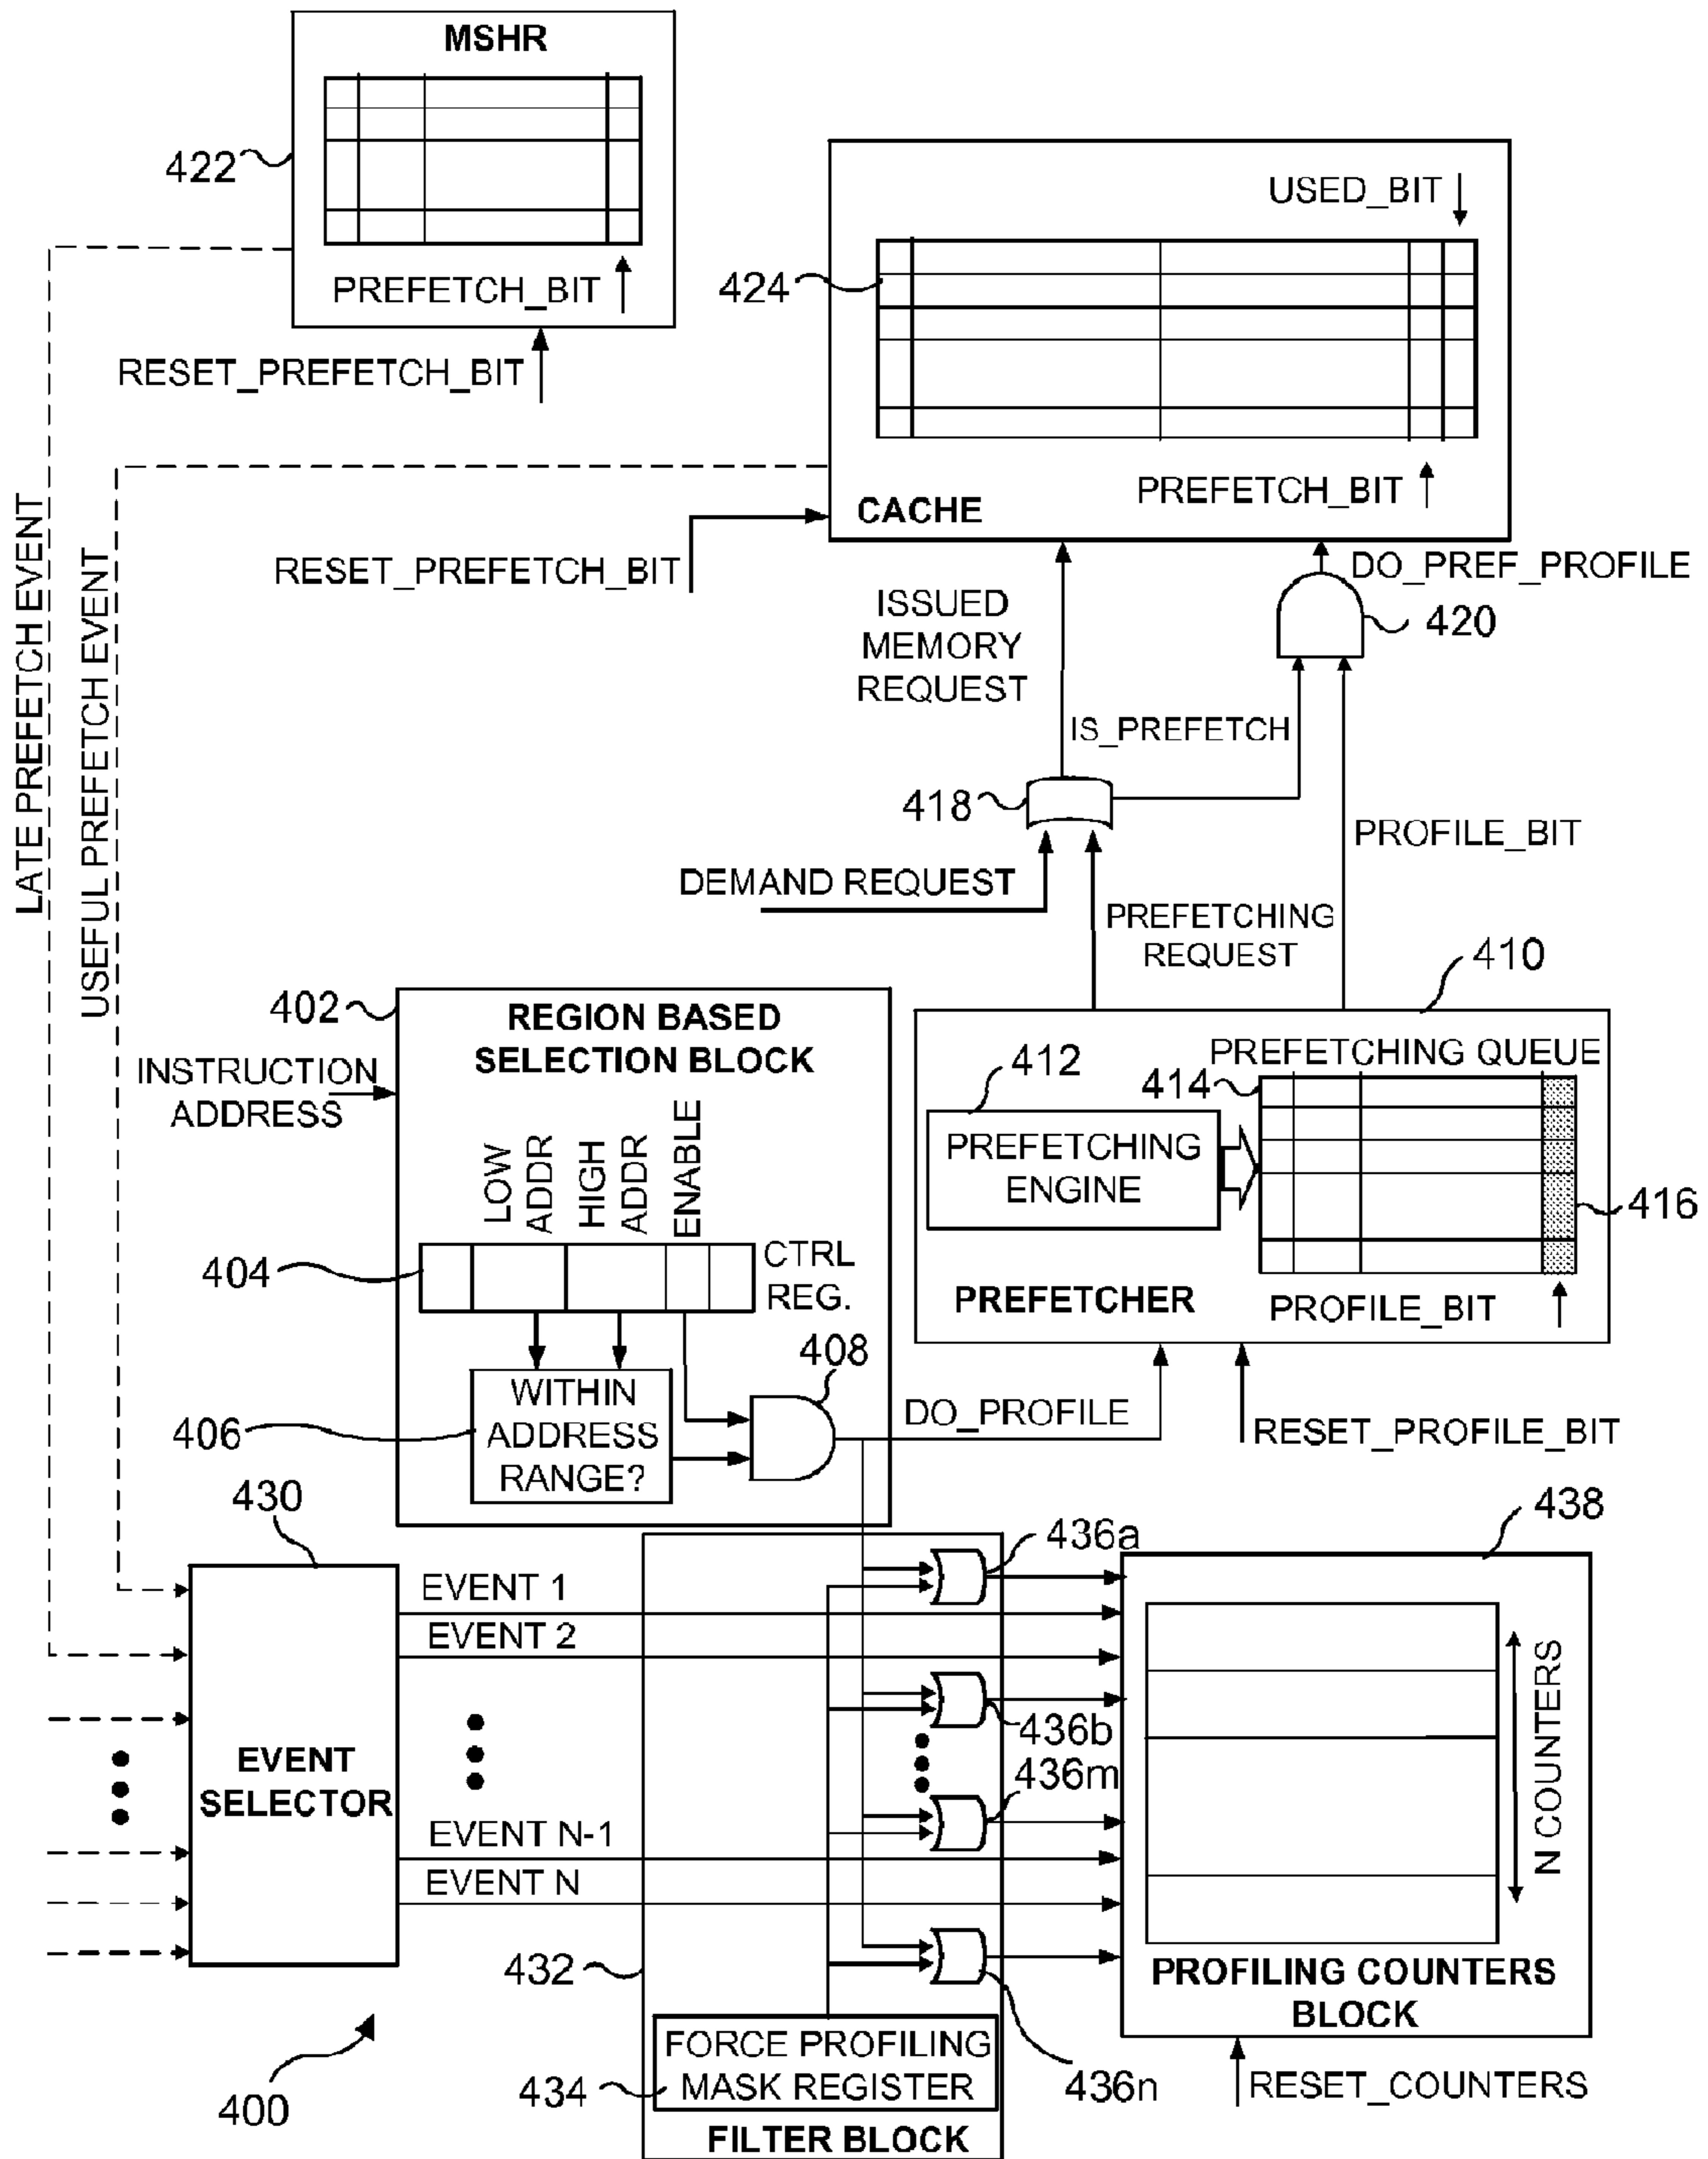 MSHR
422
PREFETCH_BIT
RESET_PREFETCH_BIT
USED_BIT
424
PREFETCH_BIT
CACHE
RESET_PREFETCH_BIT
LATE PREFETCH EVENT
USEFUL PREFETCH EVENT
DO_PREF_PROFILE
420
ISSUED
MEMORY
REQUEST
IS_PREFETCH
418
PROFILE_BIT
DEMAND REQUEST
PREFETCHING
REQUEST
410
402
REGION BASED
SELECTION BLOCK
INSTRUCTION
ADDRESS
LOW
ADDR
HIGH
ADDR
ENABLE
404
CTRL
REG.
406
WITHIN
ADDRESS
RANGE?
408
DO_PROFILE
412
PREFETCHING QUEUE
414
PREFETCHING
ENGINE
416
PREFETCHER
PROFILE_BIT
RESET_PROFILE_BIT
430
EVENT 1
EVENT 2
EVENT
SELECTOR
EVENT N-1
EVENT N
436a
436b
436m
436n
438
N COUNTERS
PROFILING COUNTERS
BLOCK
432
FORCE PROFILING
MASK REGISTER
434
FILTER BLOCK
RESET_COUNTERS
400